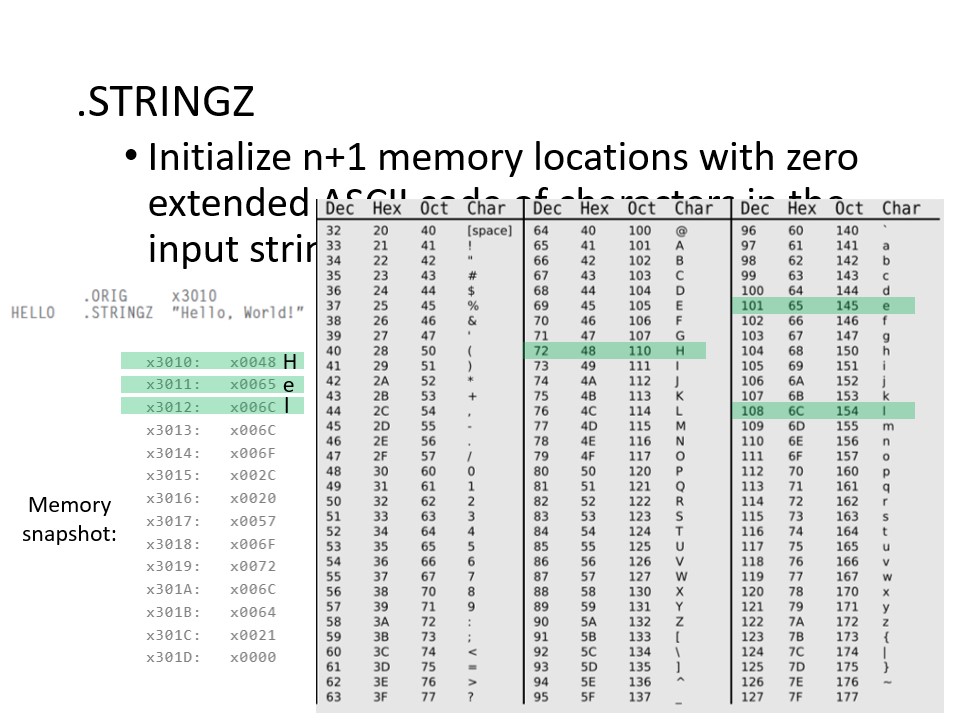 .STRINGZ
• Initialize n+1 memory locations with zero
extended ASCII code of characters in the
input strin
.ORIG x3010
HELLO .STRINGZ "Hello, World!"
x3010: x0048 H
x3011: x0065 e
x3012: x006C l
x3013: x006C
x3014: x006F
x3015: x002C
x3016: x0020
x3017: x0057
x3018: x006F
x3019: x0072
x301A: x006C
x301B: x0064
x301C: x0021
x301D: x0000
Memory
snapshot:
Dec Hex Oct Char Dec Hex Oct Char Dec Hex Oct Char
32 20 40 [space] 64 40 100 @ 96 60 140 `
33 21 41 ! 65 41 101 A 97 61 141 a
34 22 42 " 66 42 102 B 98 62 142 b
35 23 43 # 67 43 103 C 99 63 143 c
36 24 44 $ 68 44 104 D 100 64 144 d
37 25 45 % 69 45 105 E 101 65 145 e
38 26 46 & 70 46 106 F 102 66 146 f
39 27 47 ' 71 47 107 G 103 67 147 g
40 28 50 ( 72 48 110 H 104 68 150 h
41 29 51 ) 73 49 111 I 105 69 151 i
42 2A 52 * 74 4A 112 J 106 6A 152 j
43 2B 53 + 75 4B 113 K 107 6B 153 k
44 2C 54 , 76 4C 114 L 108 6C 154 l
45 2D 55 - 77 4D 115 M 109 6D 155 m
46 2E 56 . 78 4E 116 N 110 6E 156 n
47 2F 57 / 79 4F 117 O 111 6F 157 o
48 30 60 0 80 50 120 P 112 70 160 p
49 31 61 1 81 51 121 Q 113 71 161 q
50 32 62 2 82 52 122 R 114 72 162 r
51 33 63 3 83 53 123 S 115 73 163 s
52 34 64 4 84 54 124 T 116 74 164 t
53 35 65 5 85 55 125 U 117 75 165 u
54 36 66 6 86 56 126 V 118 76 166 v
55 37 67 7 87 57 127 W 119 77 167 w
56 38 70 8 88 58 130 X 120 78 170 x
57 39 71 9 89 59 131 Y 121 79 171 y
58 3A 72 : 90 5A 132 Z 122 7A 172 z
59 3B 73 ; 91 5B 133 [ 123 7B 173 {
60 3C 74 < 92 5C 134 \ 124 7C 174 |
61 3D 75 = 93 5D 135 ] 125 7D 175 }
62 3E 76 > 94 5E 136 ^ 126 7E 176 ~
63 3F 77 ? 95 5F 137 _ 127 7F 177